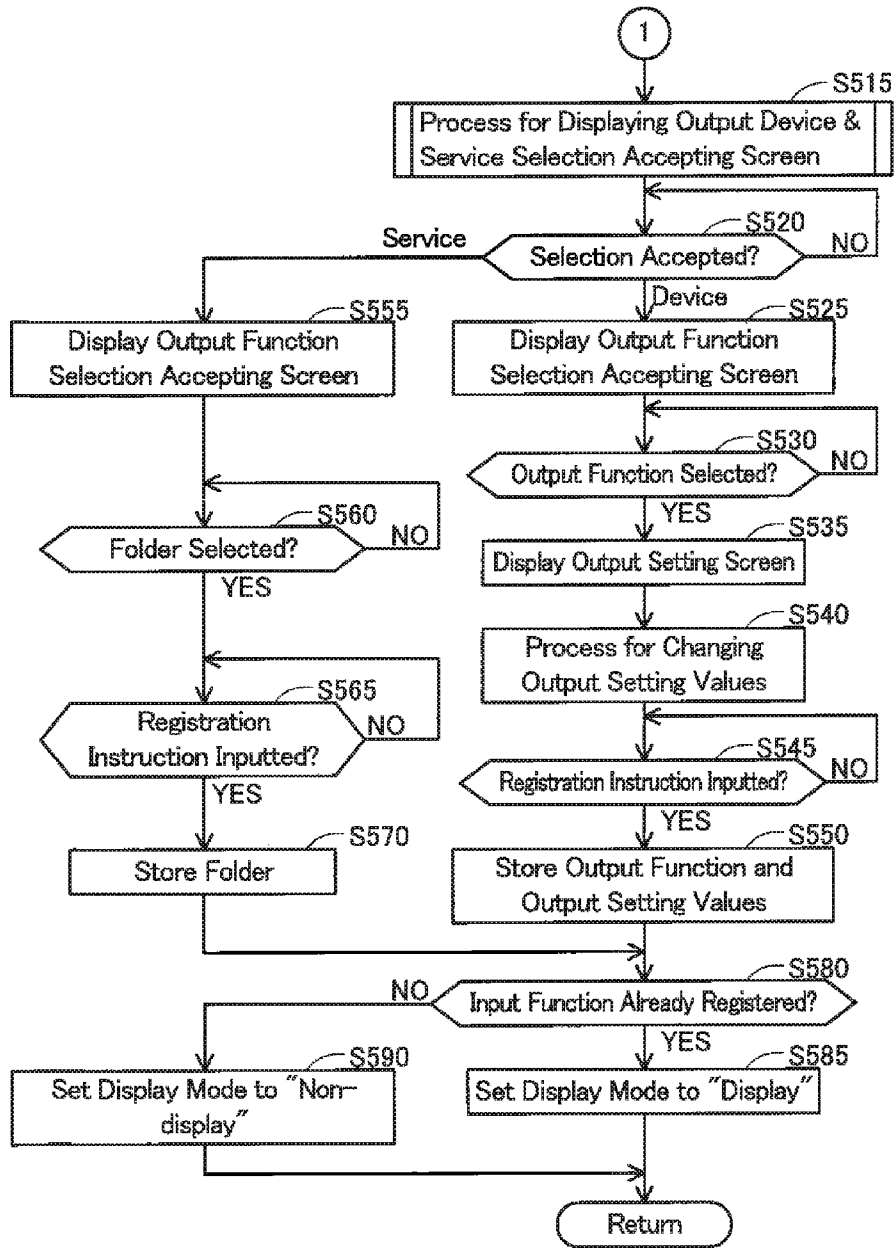 1
S515
Process for Displaying Output Device &
Service Selection Accepting Screen
S520
Service
Selection Accepted?
NO
Device
S555
Display Output Function
Selection Accepting Screen
S525
Display Output Function
Selection Accepting Screen
S530
Output Function Selected?
NO
YES
S560
Folder Selected?
NO
YES
S535
Display Output Setting Screen
S540
Process for Changing
Output Setting Values
S565
Registration
Instruction Inputted?
NO
YES
S545
Registration Instruction Inputted?
NO
YES
S570
Store Folder
S550
Store Output Function and
Output Setting Values
S580
NO
Input Function Already Registered?
YES
S590
Set Display Mode to "Non-
display"
S585
Set Display Mode to "Display"
Return